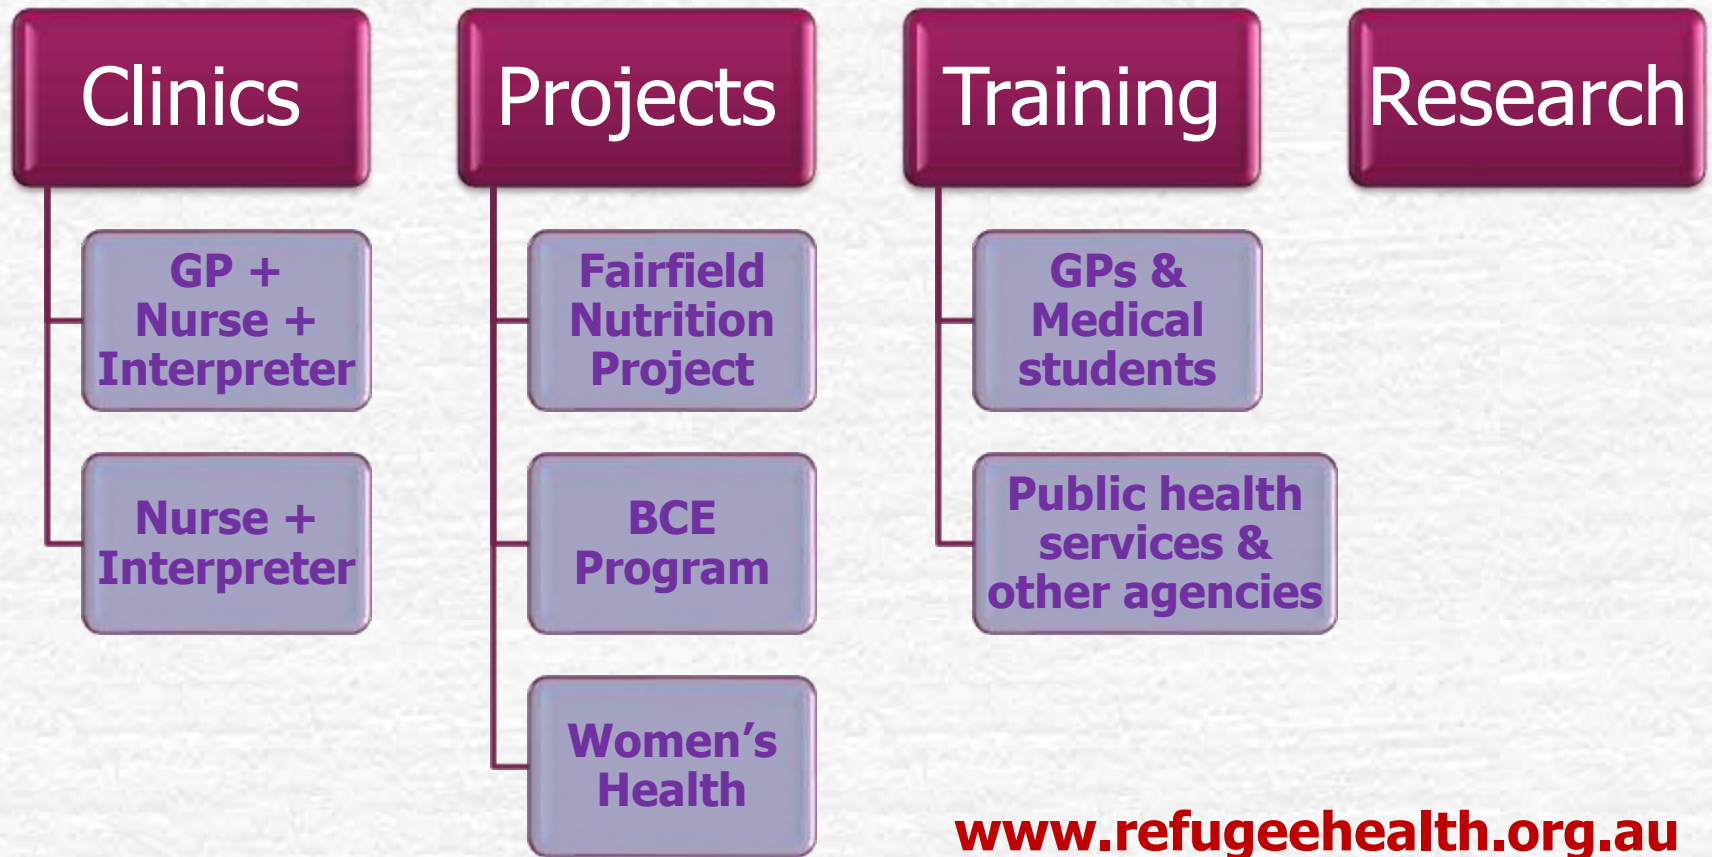 Clinics
GP +
Nurse +
Interpreter
Nurse +
Interpreter
Projects
Fairfield
Nutrition
Project
BCE
Program
Women’s
Health
Training
GPs &
Medical
students
Public health
services &
other agencies
Research
www.refugeehealth.org.au